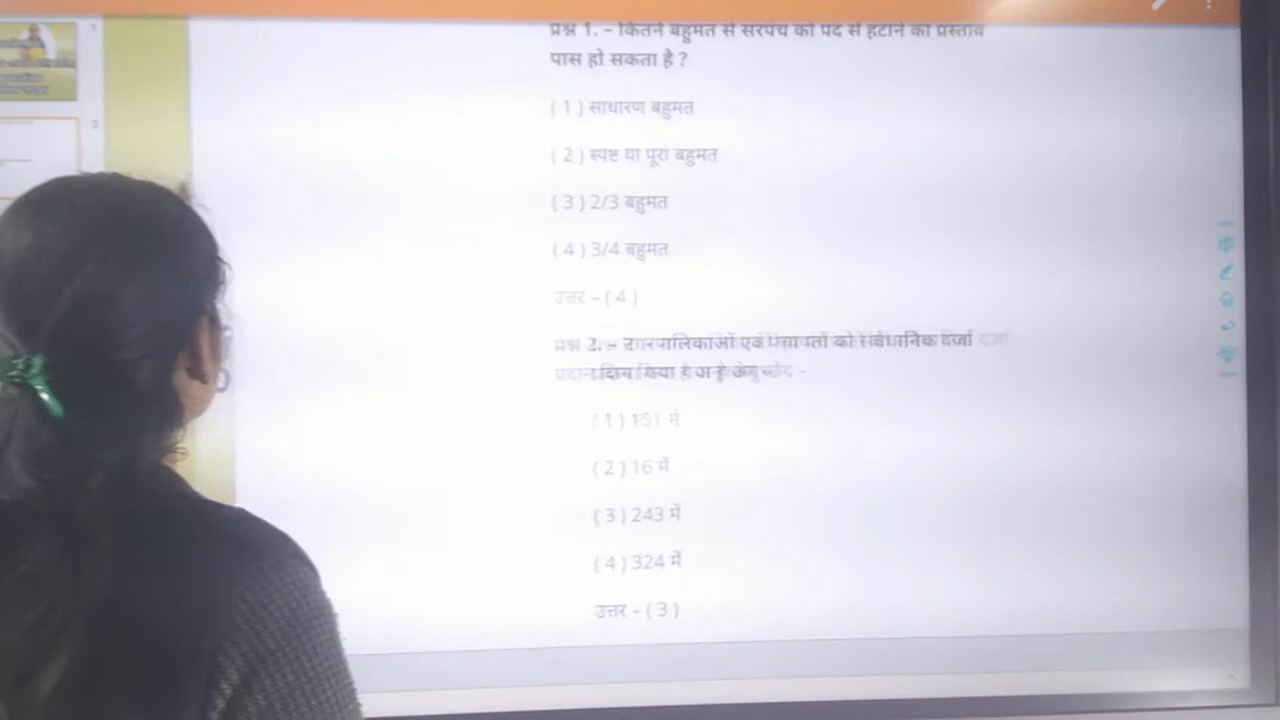 प्रश्न 1. – कितने बहुमत से सरपंच को पद से हटाने का प्रस्ताव
पास हो सकता है ?
( 1 ) साधारण बहुमत
( 2 ) स्पष्ट या पूरा बहुमत
( 3 ) 2/3 बहुमत
( 4 ) 3/4 बहुमत
उत्तर – ( 4 )
प्रश्न 2. – नगरपालिकाओं एवं पंचायतों को संवैधानिक दर्जा
( 1 ) 151 में
( 2 ) 16 में
( 3 ) 243 में
( 4 ) 324 में
उत्तर – ( 3 )